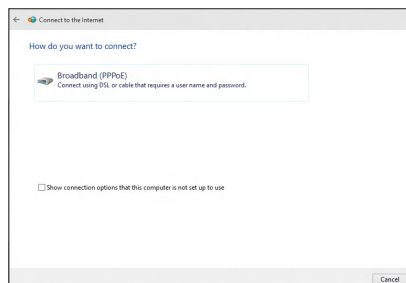 Connect to the Internet
How do you want to connect?
Broadband (PPPoE)
Connect using DSL or cable that requires a user name and password.
Show connection options that this computer is not set up to use
Cancel